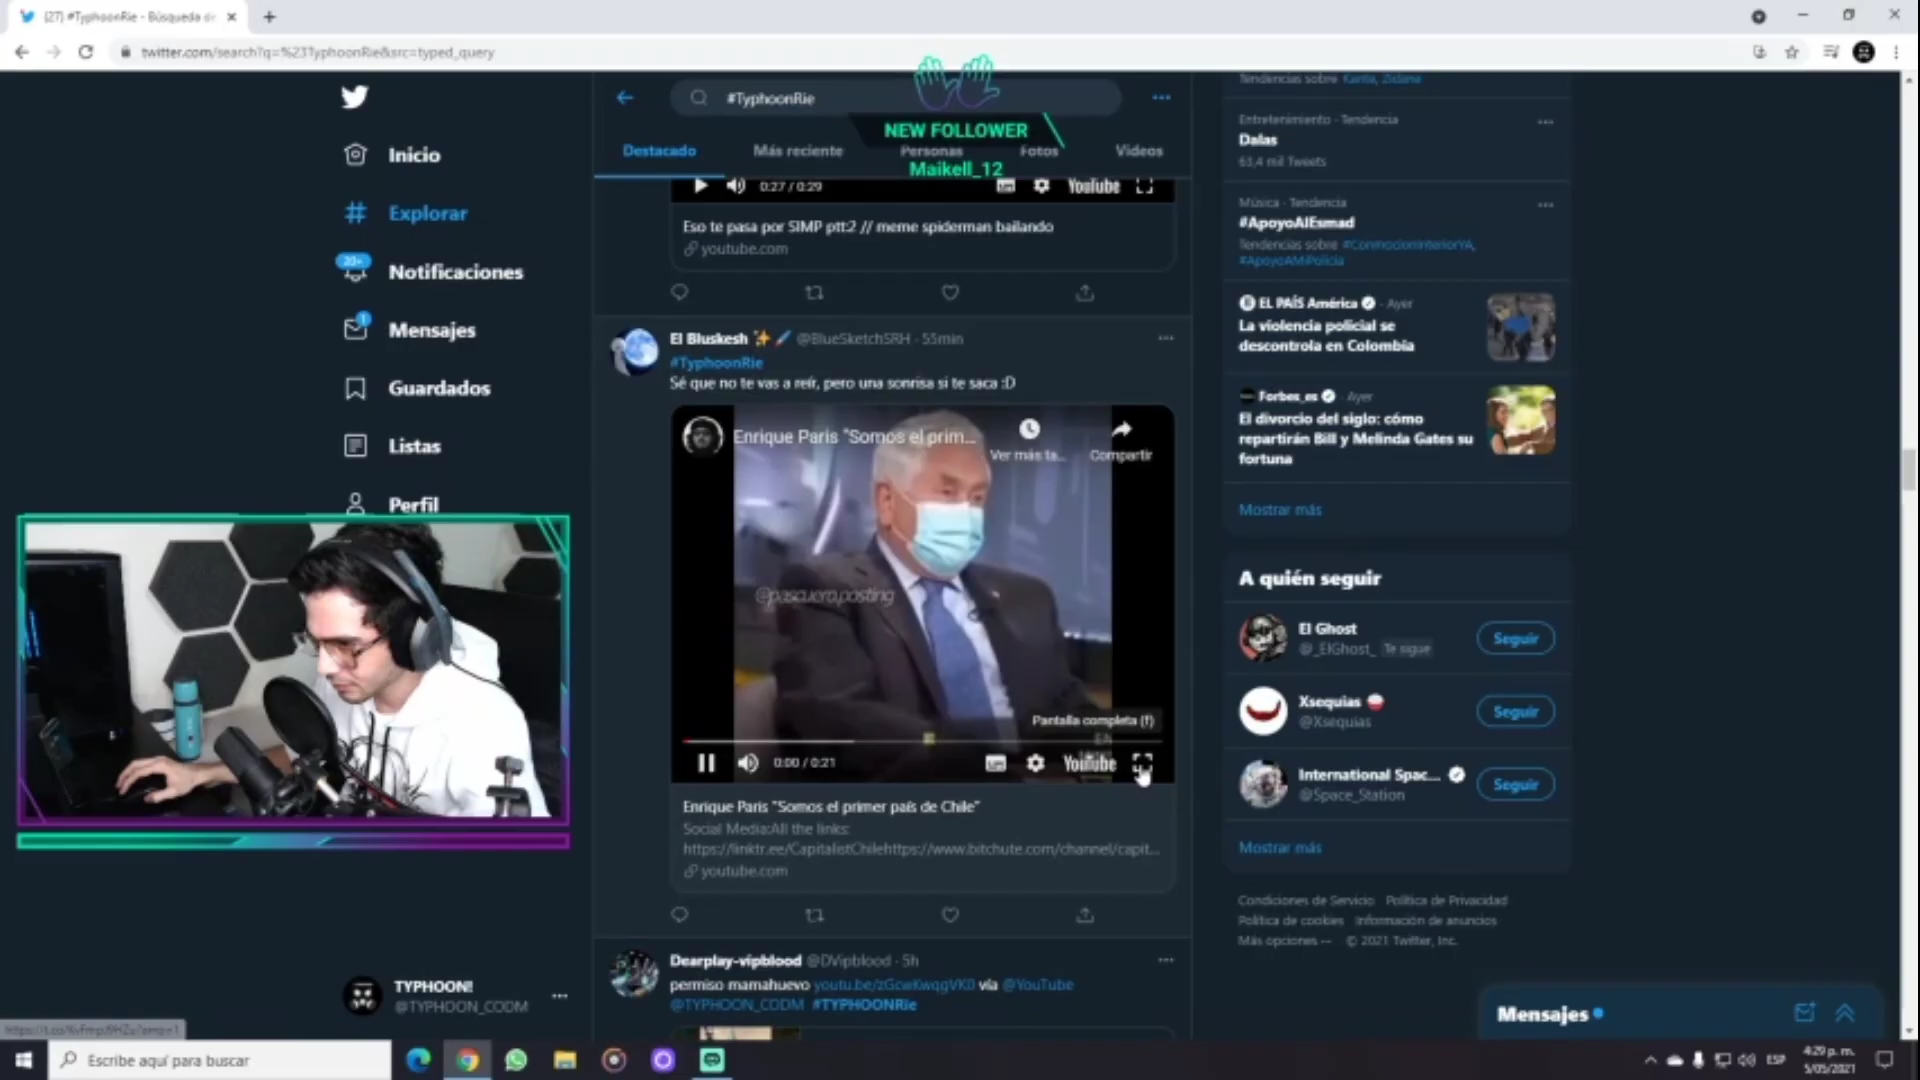 (27) #TyphoonRie - Búsqueda de
twitter.com/search?q=%23TyphoonRie&src=typed_query
Inicio
Explorar
20+
Notificaciones
1
Mensajes
Guardados
Listas
Perfil
TYPHOON!
@TYPHOON_CODM
#TyphoonRie
NEW FOLLOWER
Maikell_12
Destacado
Más reciente
Personas
Fotos
Videos
0:27 / 0:29
YouTube
Eso te pasa por SIMP ptt2 // meme spiderman bailando
youtube.com
El Bluskesh @BlueSketchSRH · 55min
#TyphoonRie
Sé que no te vas a reír, pero una sonrisa si te saca :D
Enrique Paris "Somos el prim...
Ver más ta...
Compartir
@pascuera.posting
Pantalla completa (f)
0:00 / 0:21
YouTube
Enrique Paris "Somos el primer país de Chile"
Social Media:All the links:
https://linktr.ee/CapitalistChilehttps://www.bitchute.com/channel/capit...
youtube.com
Dearplay-vipblood @DVipblood · 5h
permiso mamahuevo youtu.be/zGcwKwqgVK0 vía @YouTube
@TYPHOON_CODM #TYPHOONRie
Tendencias sobre Kanta, Zidane
Entretenimiento · Tendencia
Dalas
63,4 mil Tweets
Música · Tendencia
#ApoyoAlEsmad
Tendencias sobre #ConmocionInteriorYA,
#ApoyoAMiPolicia
EL PAÍS América · Ayer
La violencia policial se
descontrola en Colombia
Forbes_es · Ayer
El divorcio del siglo: cómo
repartirán Bill y Melinda Gates su
fortuna
Mostrar más
A quién seguir
El Ghost
@_ElGhost_ Te sigue
Seguir
Xsequias
@Xsequias
Seguir
International Spac...
@Space_Station
Seguir
Mostrar más
Condiciones de Servicio Política de Privacidad
Política de cookies Información de anuncios
Más opciones ··· © 2021 Twitter, Inc.
Mensajes
Escribe aquí para buscar
ESP
4:29 p. m.
5/05/2021